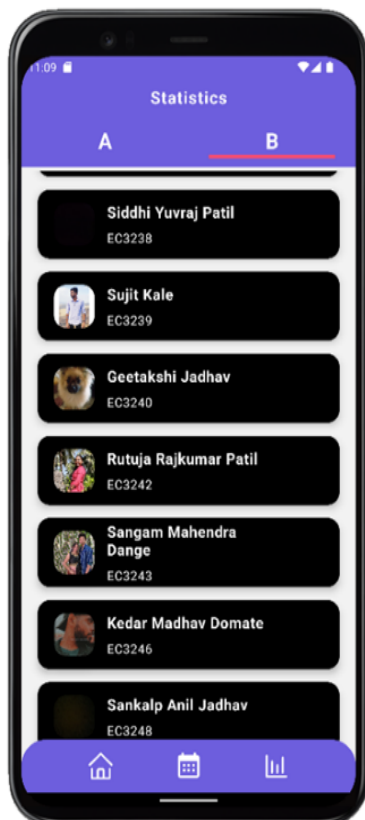 11:09
Statistics
A B
Siddhi Yuvraj Patil
EC3238
Sujit Kale
EC3239
Geetakshi Jadhav
EC3240
Rutuja Rajkumar Patil
EC3242
Sangam Mahendra
Dange
EC3243
Kedar Madhav Domate
EC3246
Sankalp Anil Jadhav
EC3248